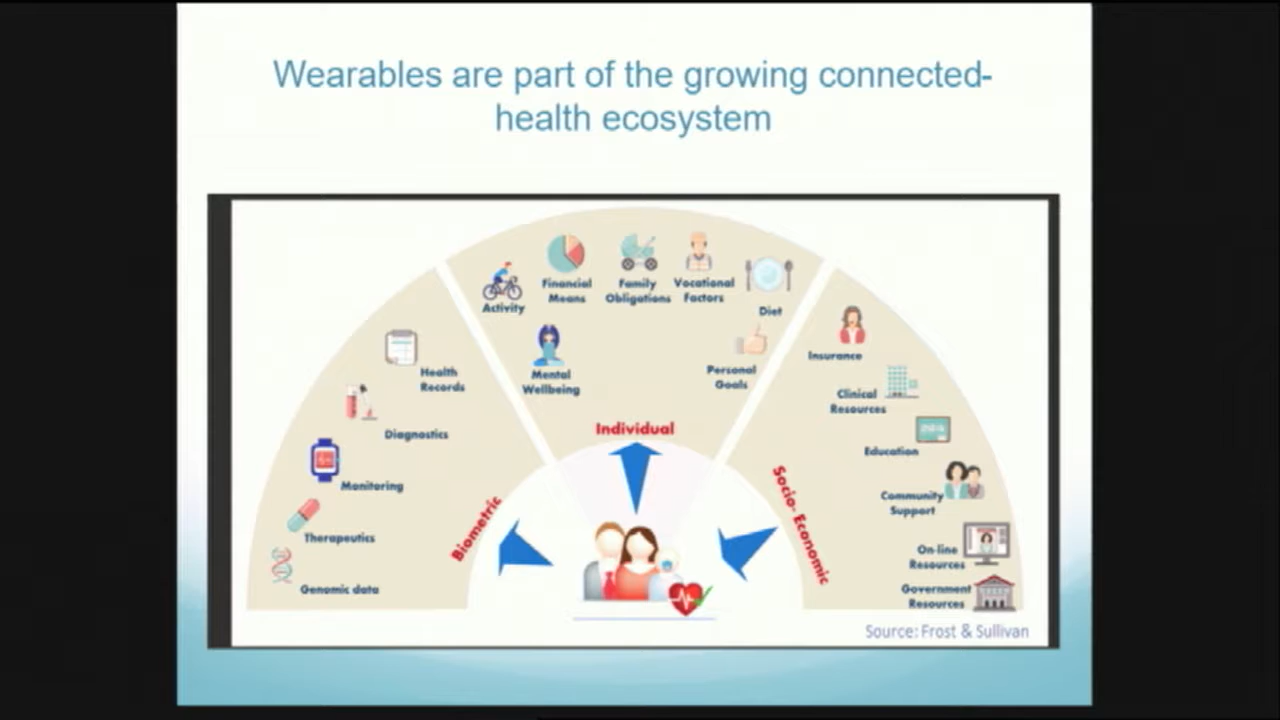 Wearables are part of the growing connected-
health ecosystem
Activity
Financial
Means
Family
Obligations
Vocational
Factors
Diet
Mental
Wellbeing
Personal
Goals
Individual
Health
Records
Diagnostics
Monitoring
Therapeutics
Genomic data
Biometric
Insurance
Clinical
Resources
Education
Community
Support
On-line
Resources
Government
Resources
Socio- Economic
Source: Frost & Sullivan